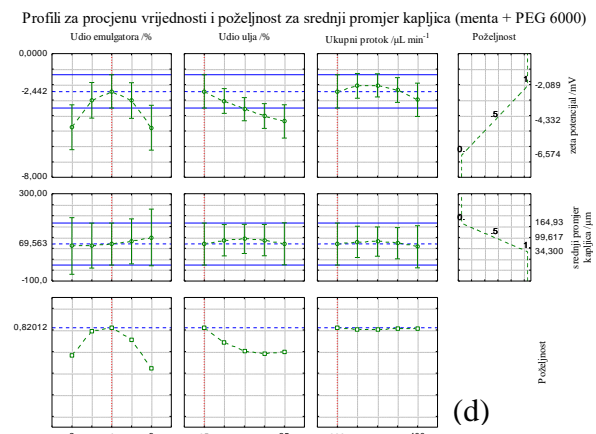 Profili za procjenu vrijednosti i poželjnost za srednji promjer kapljica (menta + PEG 6000)
Udio emulgatora /%
Udio ulja /%
Ukupni protok /µL min-1
Poželjnost
0,0000
-2,442
-8,000
0.
.5
1.
-2,089
-4,332
-6,574
zeta potencijal /mV
300,00
69,563
-100,0
0.
.5
1.
164,93
99,617
34,300
srednji promjer
kapljica /µm
0,82012
Poželjnost
(d)